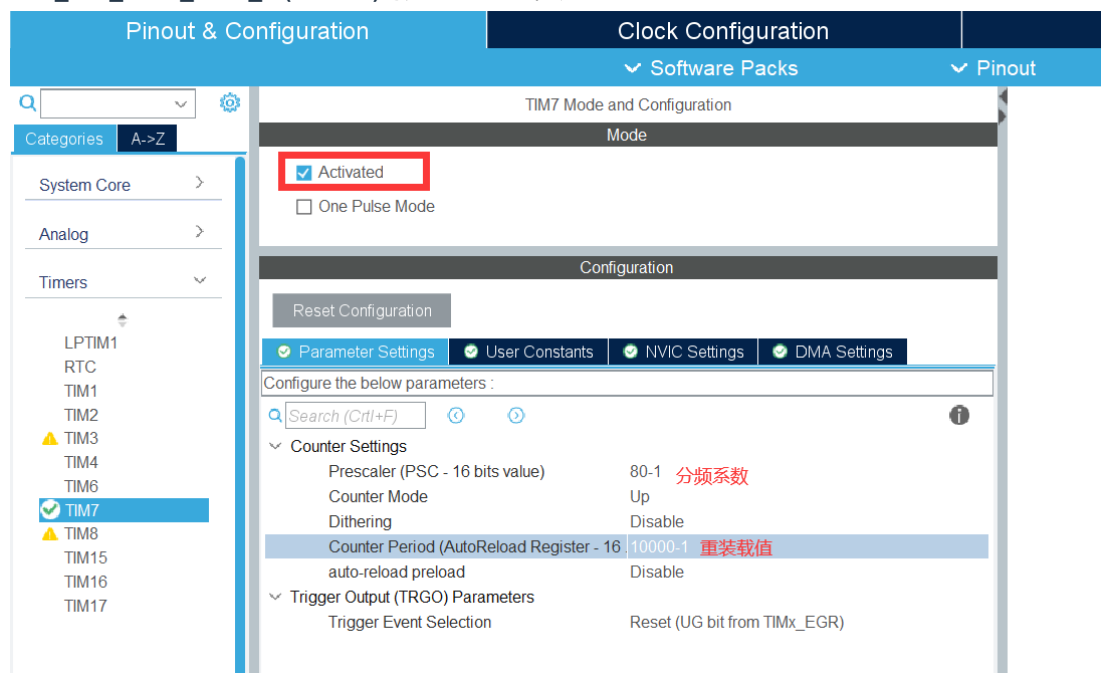 Pinout & Configuration
Clock Configuration
Software Packs
Pinout
TIM7 Mode and Configuration
Categories
A->Z
Mode
System Core
Activated
One Pulse Mode
Analog
Configuration
Timers
Reset Configuration
LPTIM1
RTC
TIM1
TIM2
TIM3
TIM4
TIM6
TIM7
TIM8
TIM15
TIM16
TIM17
Parameter Settings
User Constants
NVIC Settings
DMA Settings
Configure the below parameters :
Search (Crtl+F)
Counter Settings
Prescaler (PSC - 16 bits value) 80-1 分频系数
Counter Mode Up
Dithering Disable
Counter Period (AutoReload Register - 16 10000-1 重装载值
auto-reload preload Disable
Trigger Output (TRGO) Parameters
Trigger Event Selection Reset (UG bit from TIMx_EGR)